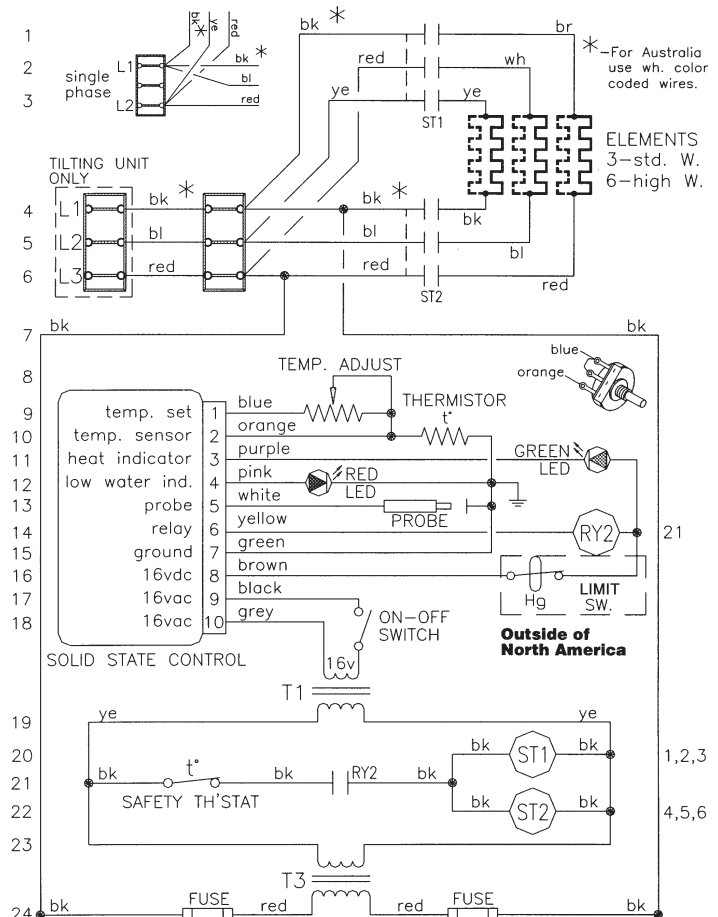 bk * ye red
L1 bk *
bl
single phase
L2 red
1 bk * br
* –For Australia
use wh. color
coded wires.
2 red wh
3 ye ye
ST1
ELEMENTS
3–std. W.
6–high W.
TILTING UNIT
ONLY
4 L1 bk * bk * bk
5 L2 bl bl bl
6 L3 red red red
ST2
7 bk bk
blue
orange
8 TEMP. ADJUST
9 temp. set 1 blue THERMISTOR
t°
10 temp. sensor 2 orange
11 heat indicator 3 purple GREEN
LED
12 low water ind. 4 pink RED
LED
13 probe 5 white PROBE
14 relay 6 yellow RY2 21
15 ground 7 green
16 16vdc 8 brown Hg LIMIT
SW.
17 16vac 9 black
18 16vac 10 grey ON–OFF
SWITCH
Outside of
North America
SOLID STATE CONTROL
16v
T1
19 ye ye
20 bk ST1 bk 1,2,3
21 bk t° bk RY2 bk
SAFETY TH'STAT
22 bk ST2 bk 4,5,6
23
T3
24 bk FUSE red red FUSE bk